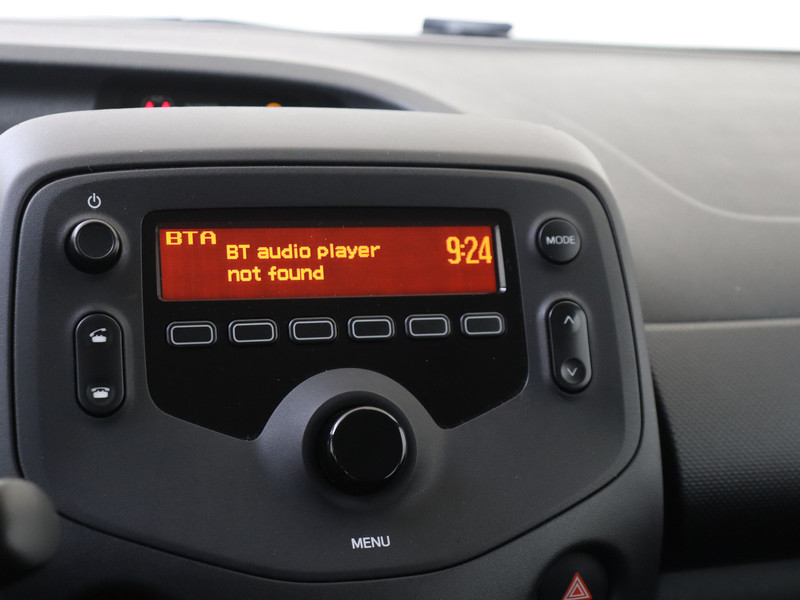 BTA
BT audio player
not found
9:24
MODE
MENU